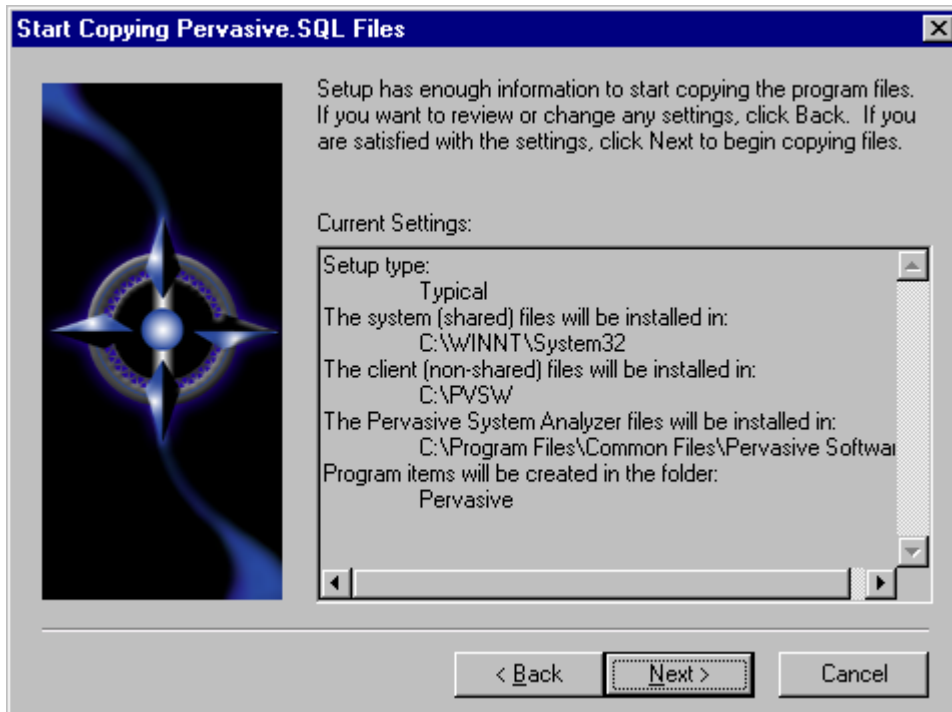 Start Copying Pervasive.SQL Files
Setup has enough information to start copying the program files.
If you want to review or change any settings, click Back.  If you
are satisfied with the settings, click Next to begin copying files.
Current Settings:
Setup type:
Typical
The system (shared) files will be installed in:
C:\WINNT\System32
The client (non-shared) files will be installed in:
C:\PVSW
The Pervasive System Analyzer files will be installed in:
C:\Program Files\Common Files\Pervasive
Program items will be created in the folder:
Pervasive
< Back
Next >
Cancel